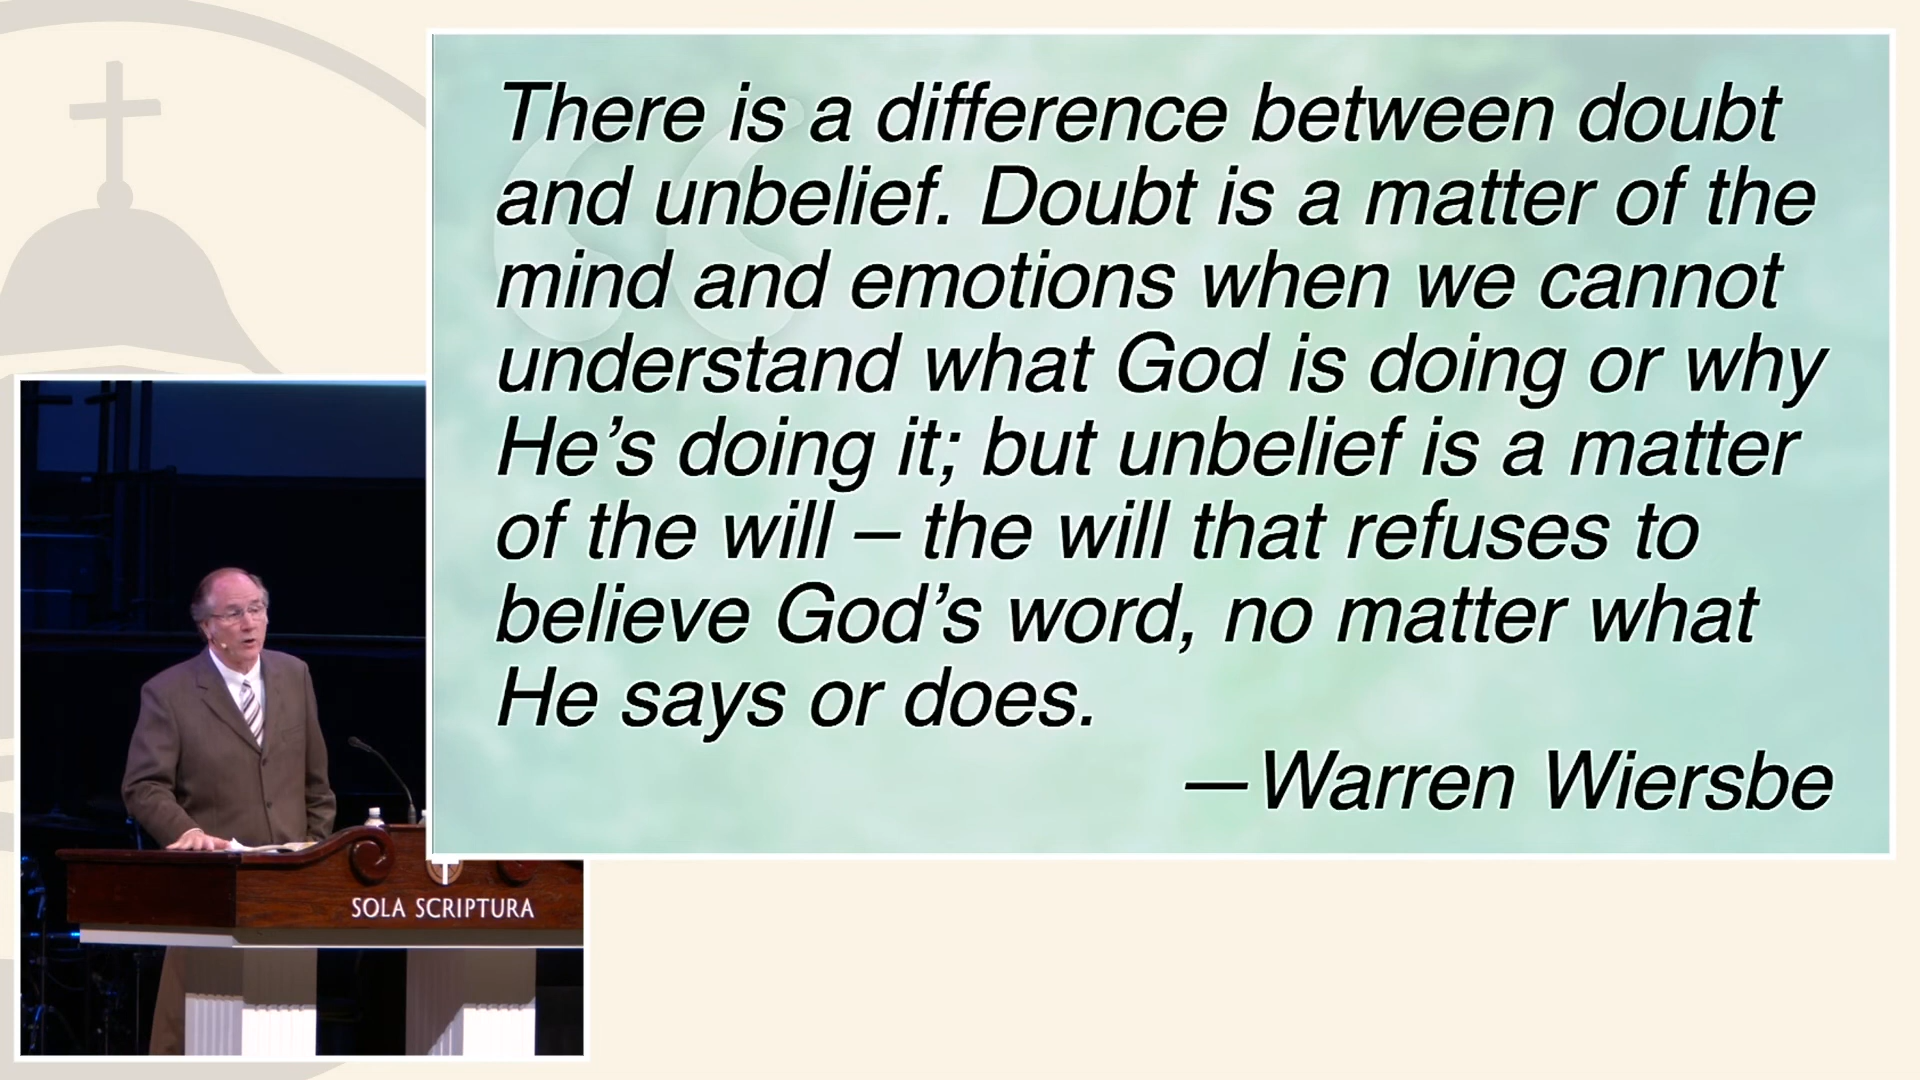 There is a difference between doubt
and unbelief. Doubt is a matter of the
mind and emotions when we cannot
understand what God is doing or why
He’s doing it; but unbelief is a matter
of the will – the will that refuses to
believe God’s word, no matter what
He says or does.
—Warren Wiersbe
SOLA SCRIPTURA